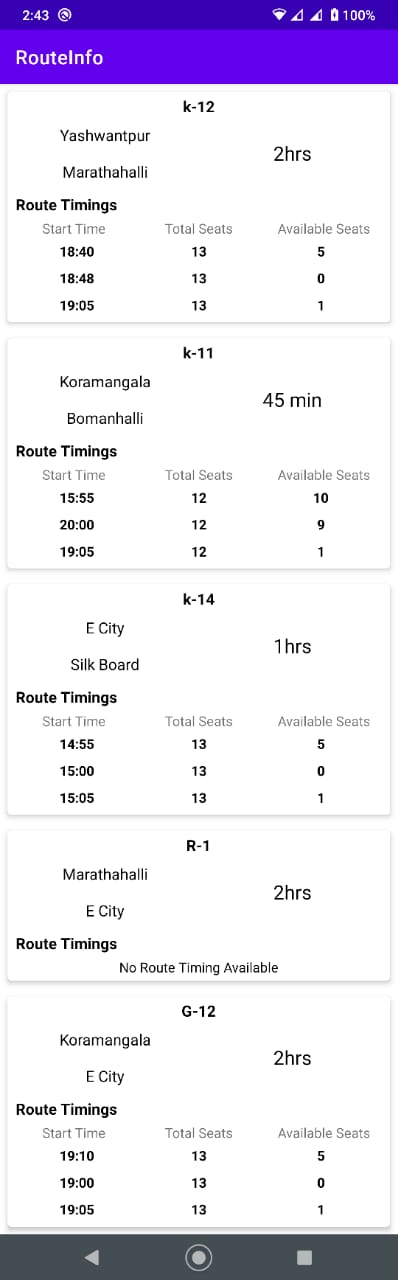 2:43 100%
RouteInfo
k-12
Yashwantpur
2hrs
Marathahalli
Route Timings
Start Time Total Seats Available Seats
18:40 13 5
18:48 13 0
19:05 13 1
k-11
Koramangala
45 min
Bomanhalli
Route Timings
Start Time Total Seats Available Seats
15:55 12 10
20:00 12 9
19:05 12 1
k-14
E City
1hrs
Silk Board
Route Timings
Start Time Total Seats Available Seats
14:55 13 5
15:00 13 0
15:05 13 1
R-1
Marathahalli
2hrs
E City
Route Timings
No Route Timing Available
G-12
Koramangala
2hrs
E City
Route Timings
Start Time Total Seats Available Seats
19:10 13 5
19:00 13 0
19:05 13 1